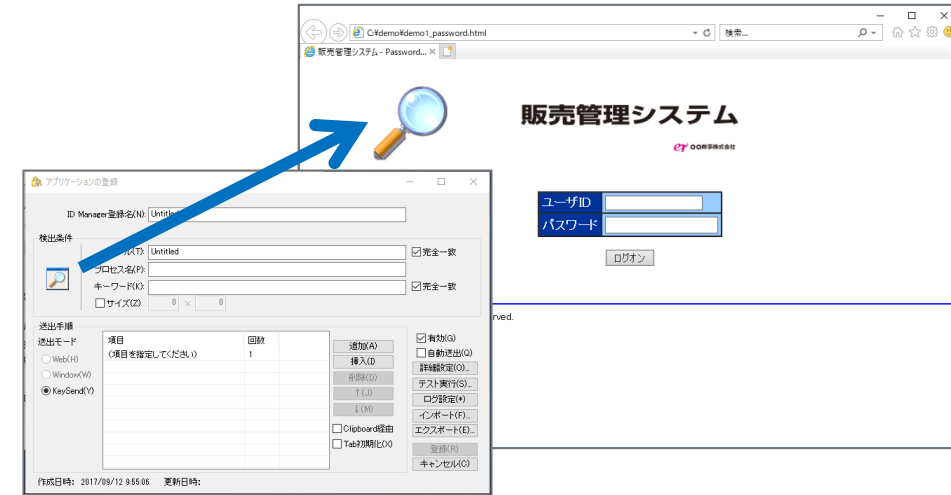 C:¥demo¥demo1_password.html
検索...
販売管理システム - Password...
販売管理システム
er 〇〇商事株式会社
ユーザID
パスワード
ログオン
rved.
アプリケーションの登録
ID Manager登録名(N): Untitled
検出条件
ル(T): Untitled
完全一致
プロセス名(P):
キーワード(K):
完全一致
サイズ(Z) 0 × 0
送出手順
送出モード
Web(H)
Window(W)
KeySend(Y)
項目 回数
(項目を指定してください) 1
追加(A)
挿入(I)
削除(D)
↑(J)
↓(M)
Clipboard経由
Tab初期化(X)
有効(G)
自動送出(Q)
詳細設定(O)...
テスト実行(S)...
ログ設定(*)
インポート(F)...
エクスポート(E)...
登録(R)
キャンセル(C)
作成日時: 2017/09/12 9:55:06 更新日時: